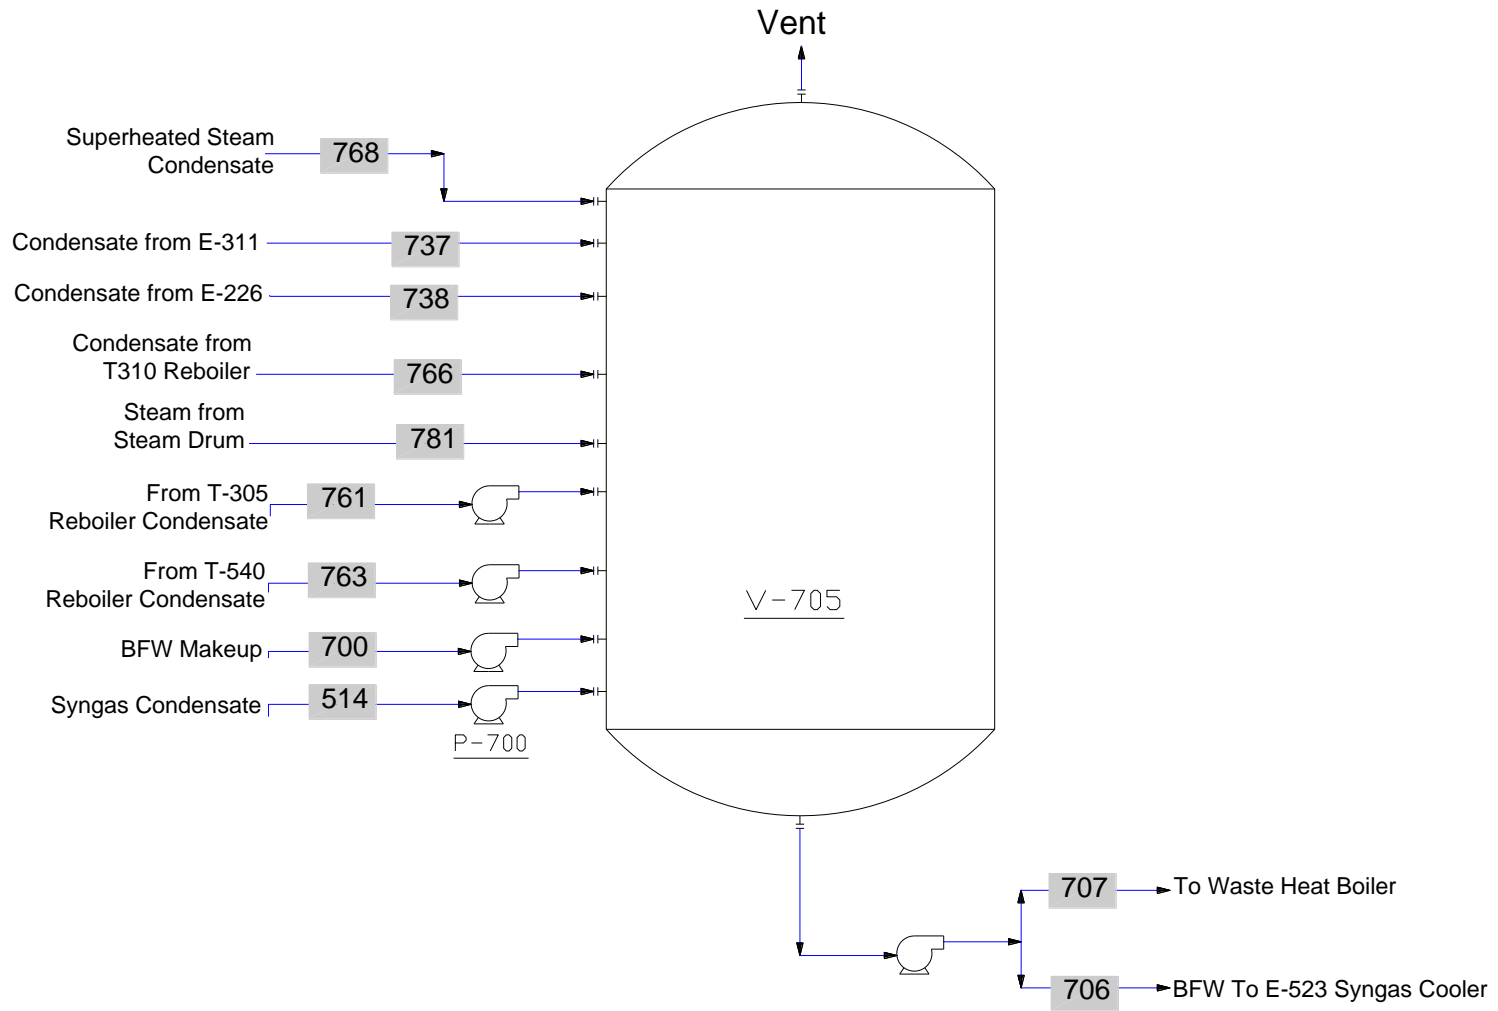 Vent
Superheated Steam
Condensate
768
Condensate from E-311
737
Condensate from E-226
738
Condensate from
T310 Reboiler
766
Steam from
Steam Drum
781
From T-305
Reboiler Condensate
761
From T-540
Reboiler Condensate
763
V-705
BFW Makeup
700
Syngas Condensate
514
P-700
707
To Waste Heat Boiler
706
BFW To E-523 Syngas Cooler